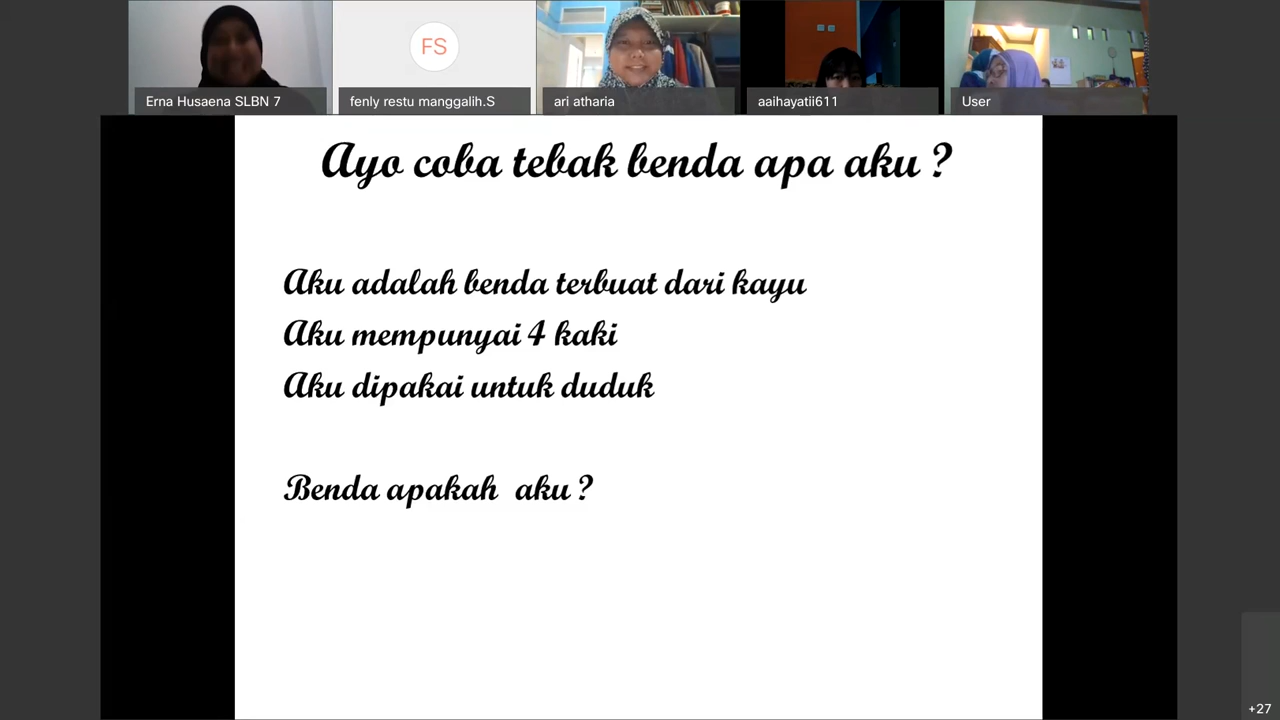 Erna Husaena SLBN 7
FS
fenly restu manggalih.S
ari atharia
aaihayatii611
User
Ayo coba tebak benda apa aku ?
Aku adalah benda terbuat dari kayu
Aku mempunyai 4 kaki
Aku dipakai untuk duduk
Benda apakah aku ?
+27